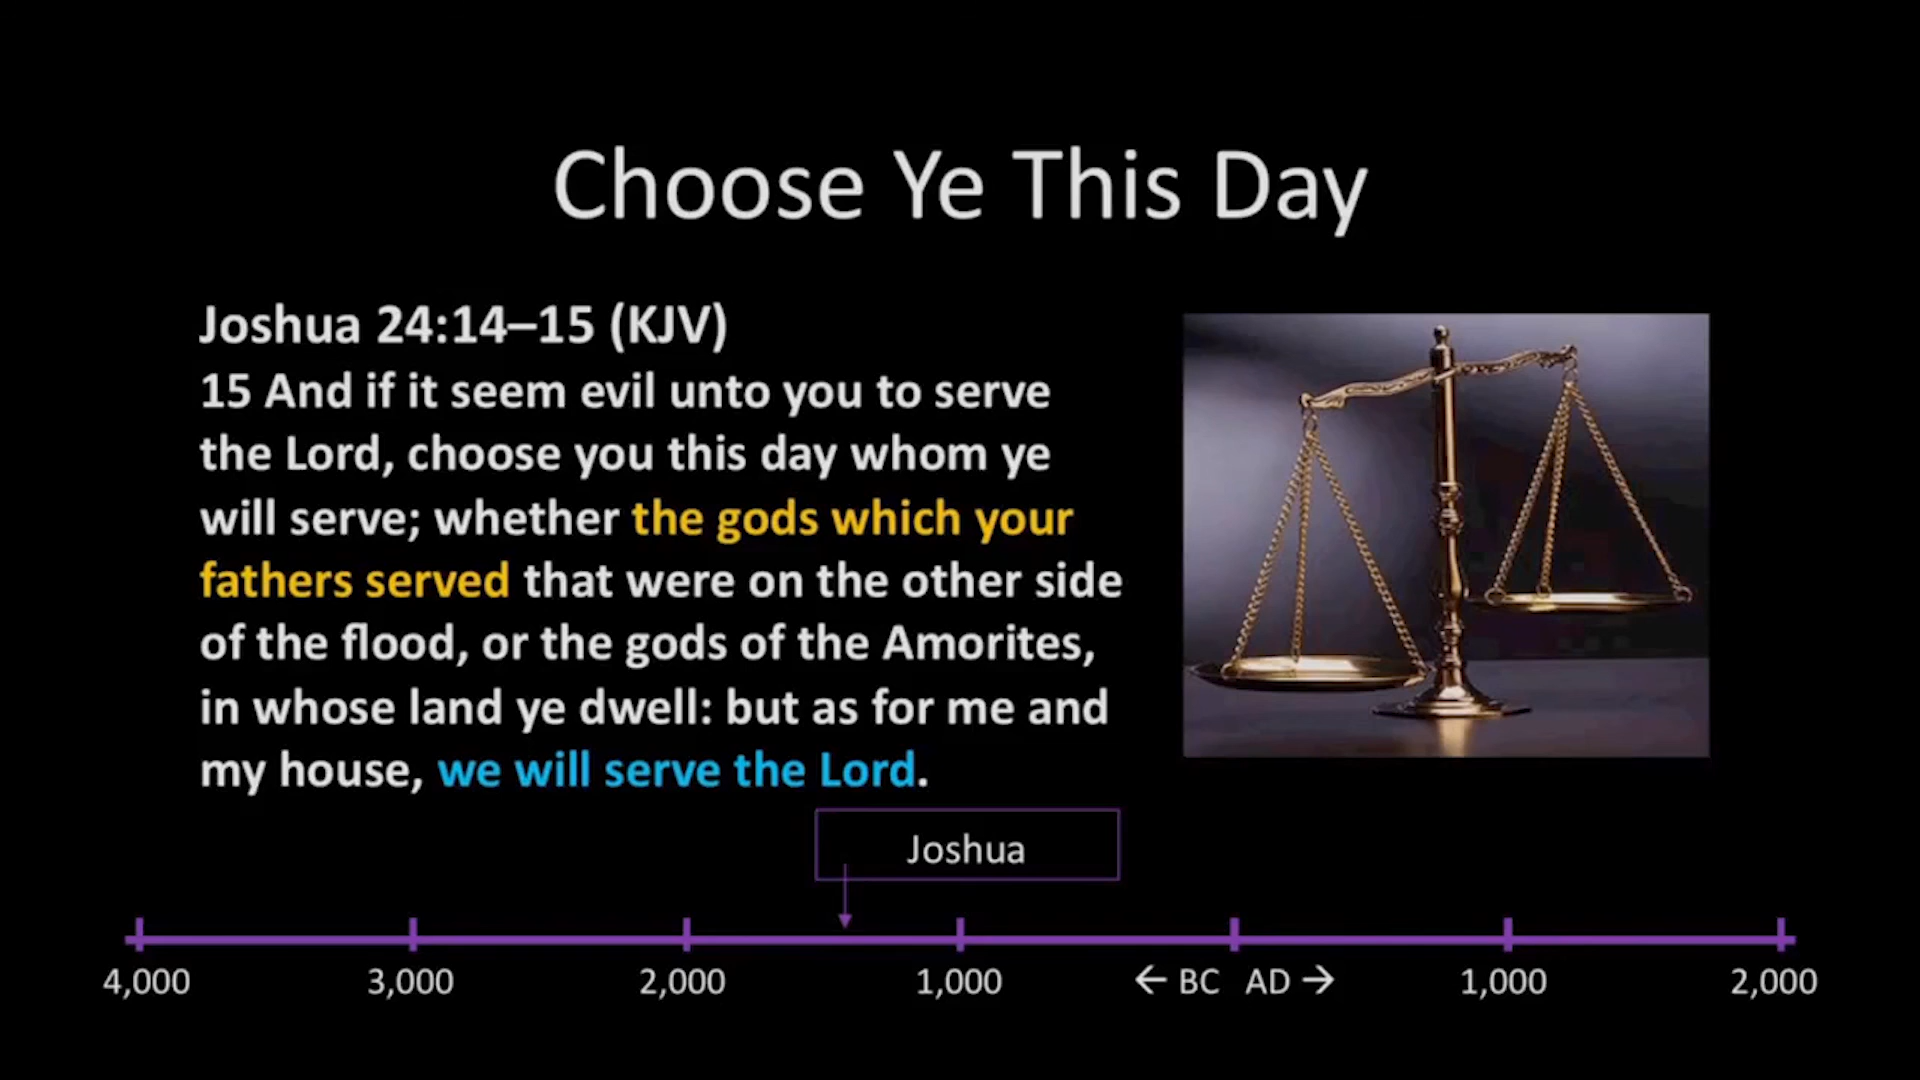 Choose Ye This Day
Joshua 24:14–15 (KJV)
15 And if it seem evil unto you to serve
the Lord, choose you this day whom ye
will serve; whether the gods which your
fathers served that were on the other side
of the flood, or the gods of the Amorites,
in whose land ye dwell: but as for me and
my house, we will serve the Lord.
Joshua
4,000 3,000 2,000 1,000 ← BC AD → 1,000 2,000